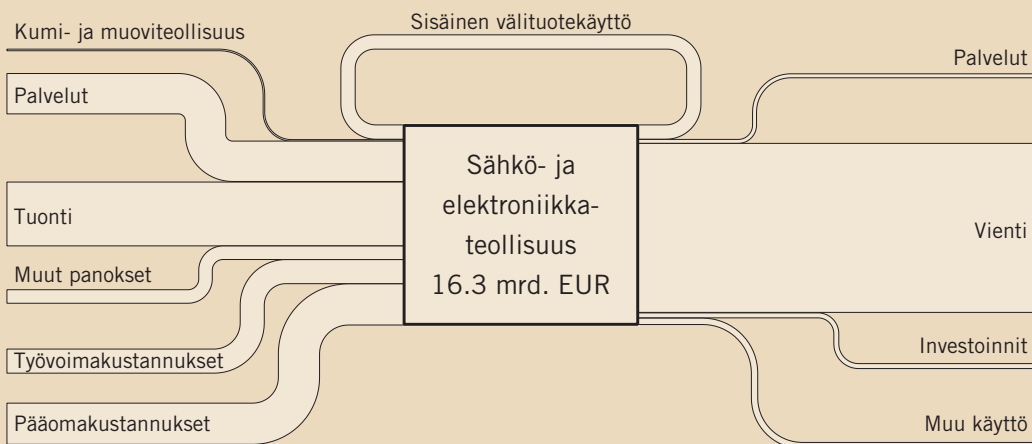 Sisäinen välituotekäyttö
Kumi- ja muoviteollisuus
Palvelut
Tuonti
Muut panokset
Työvoimakustannukset
Pääomakustannukset
Sähkö- ja
elektroniikka-
teollisuus
16.3 mrd. EUR
Palvelut
Vienti
Investoinnit
Muu käyttö